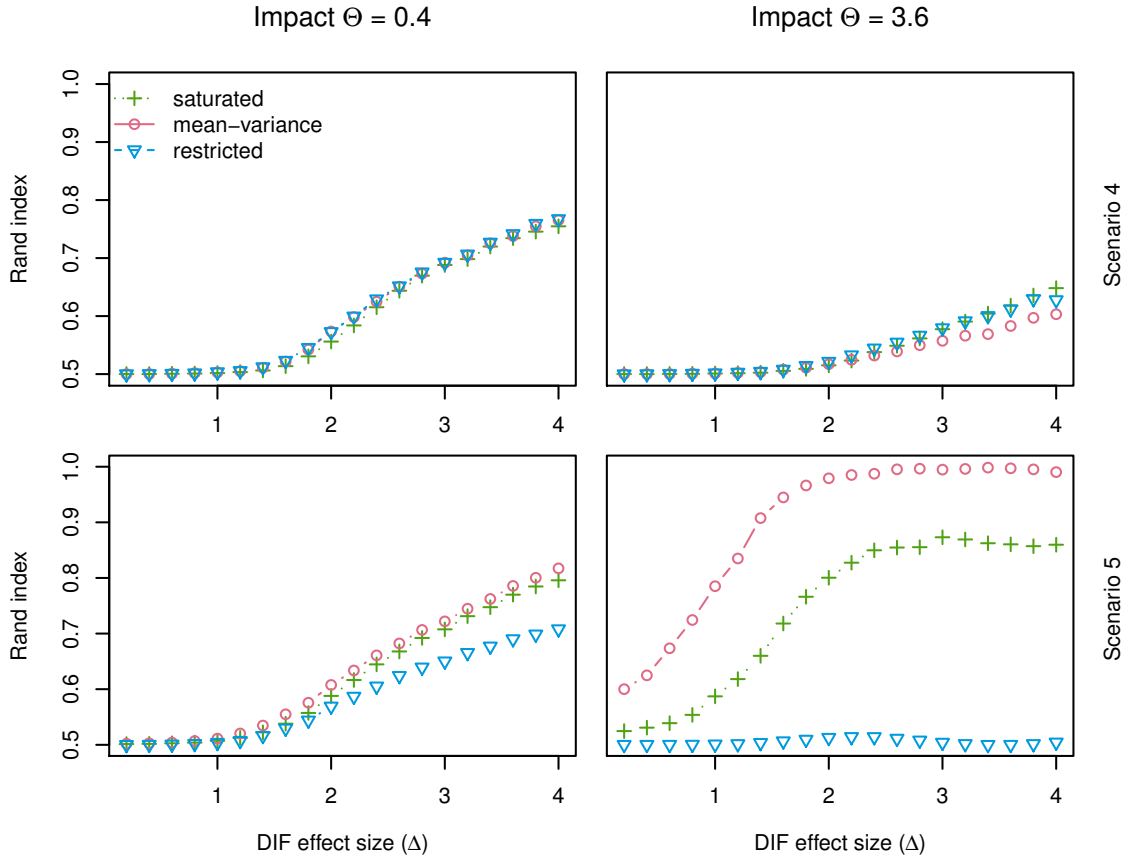 Impact Θ = 0.4
Impact Θ = 3.6
1.0
0.9
0.8
0.7
0.6
0.5
Rand index
saturated
mean−variance
restricted
1 2 3 4
1 2 3 4
Scenario 4
1.0
0.9
0.8
0.7
0.6
0.5
Rand index
1 2 3 4
1 2 3 4
Scenario 5
DIF effect size (Δ)
DIF effect size (Δ)